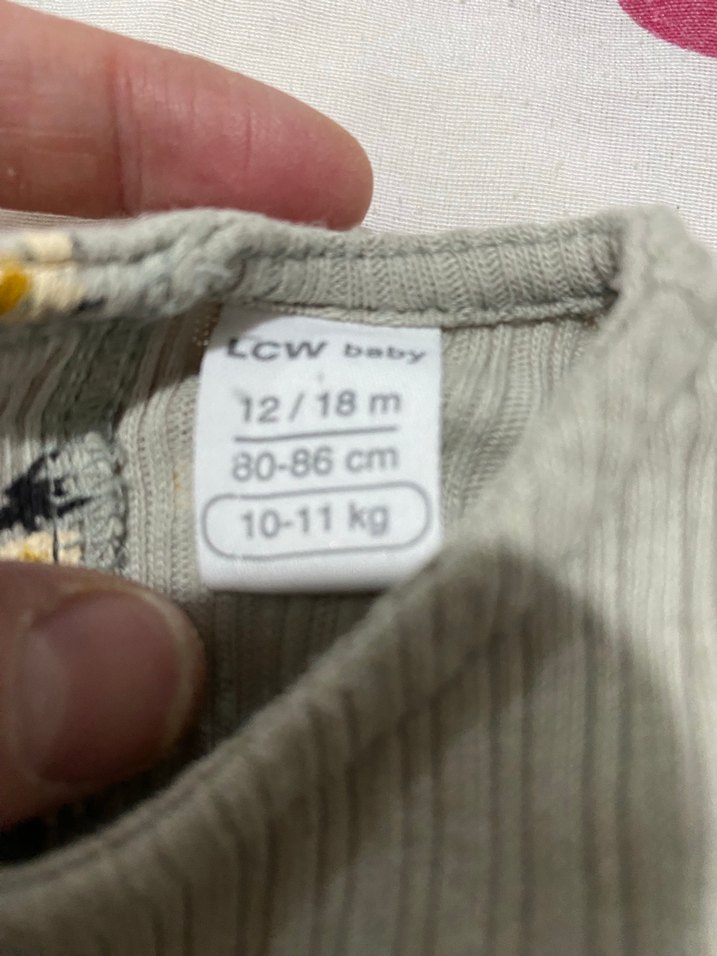 LCW baby
12 / 18 m
80-86 cm
10-11 kg